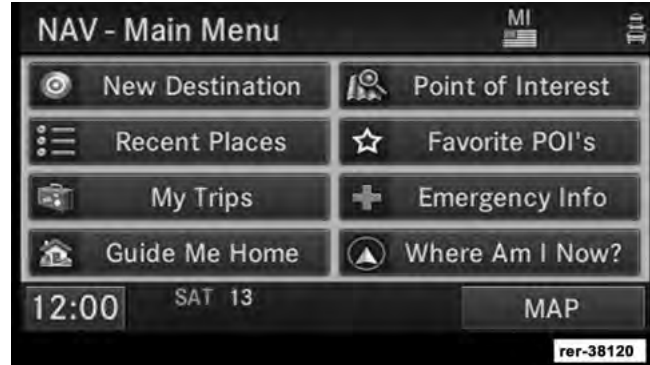 NAV - Main Menu
MI
New Destination
Point of Interest
Recent Places
Favorite POI's
My Trips
Emergency Info
Guide Me Home
Where Am I Now?
12:00
SAT 13
MAP
rer-38120